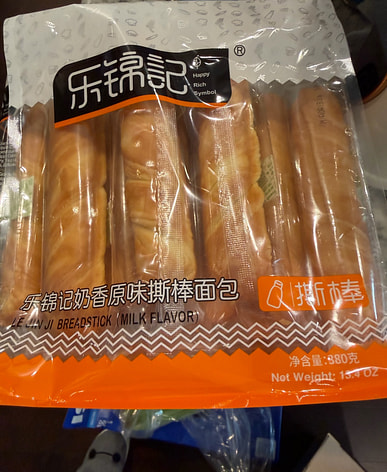 乐锦記
®
Happy
Rich
Symbol
乐锦记奶香原味撕棒面包
LE JIN JI BREADSTICK (MILK FLAVOR)
撕棒
净含量:380克
Net Weight: 13.4 OZ